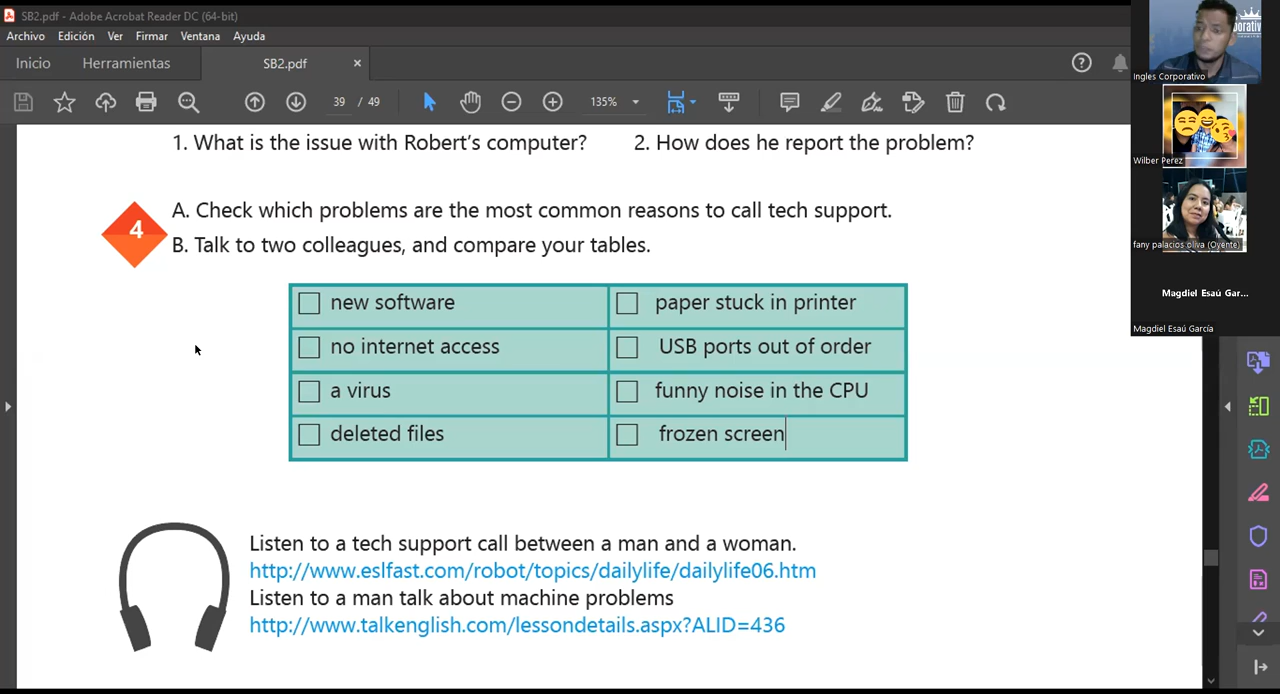 SB2.pdf - Adobe Acrobat Reader DC (64-bit)
Archivo Edición Ver Firmar Ventana Ayuda
Inicio Herramientas SB2.pdf ×
39 / 49 135%
1. What is the issue with Robert's computer? 2. How does he report the problem?
4
A. Check which problems are the most common reasons to call tech support.
B. Talk to two colleagues, and compare your tables.
new software paper stuck in printer
no internet access USB ports out of order
a virus funny noise in the CPU
deleted files frozen screen
Listen to a tech support call between a man and a woman.
http://www.eslfast.com/robot/topics/dailylife/dailylife06.htm
Listen to a man talk about machine problems
http://www.talkenglish.com/lessondetails.aspx?ALID=436
Ingles Corporativo
Wilber Perez
fany palacios oliva (Oyente)
Magdiel Esaú Gar...
Magdiel Esaú García